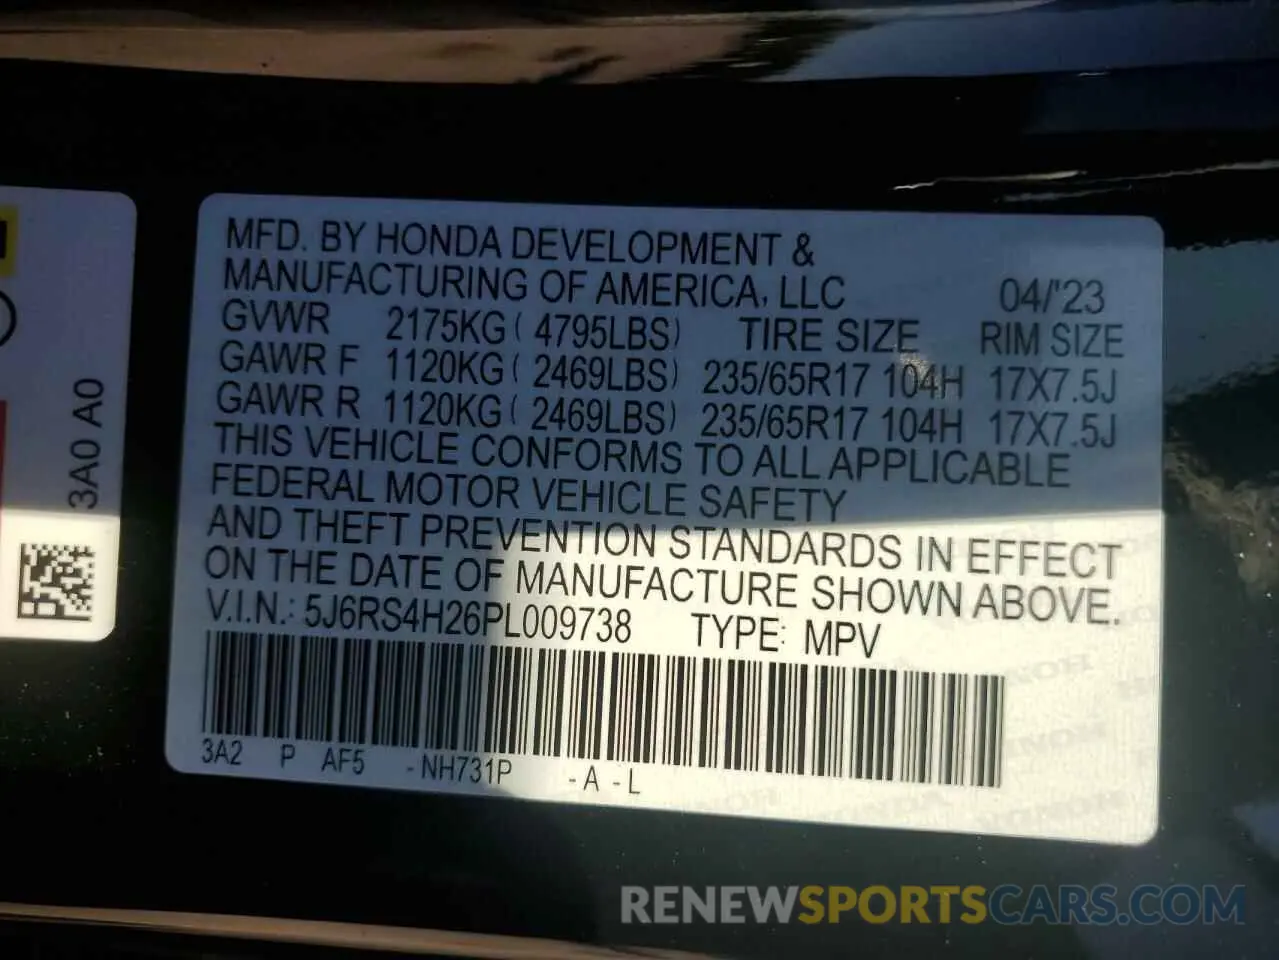 MFD. BY HONDA DEVELOPMENT &
MANUFACTURING OF AMERICA, LLC 04/'23
GVWR 2175KG ( 4795LBS) TIRE SIZE RIM SIZE
GAWR F 1120KG ( 2469LBS) 235/65R17 104H 17X7.5J
GAWR R 1120KG ( 2469LBS) 235/65R17 104H 17X7.5J
THIS VEHICLE CONFORMS TO ALL APPLICABLE
FEDERAL MOTOR VEHICLE SAFETY
AND THEFT PREVENTION STANDARDS IN EFFECT
ON THE DATE OF MANUFACTURE SHOWN ABOVE.
V.I.N.: 5J6RS4H26PL009738 TYPE: MPV
3A2 P AF5 -NH731P -A -L
3A0 A0
RENEWSPORTSCARS.COM